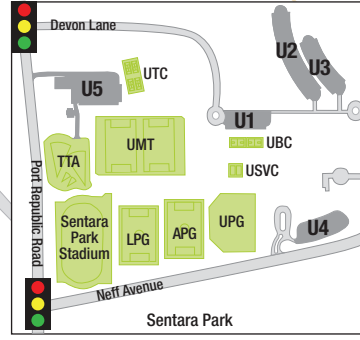 Devon Lane
U2
U3
UTC
U5
U1
UBC
UMT
TTA
USVC
Port Republic Road
Sentara
Park
Stadium
LPG
APG
UPG
U4
Neff Avenue
Sentara Park